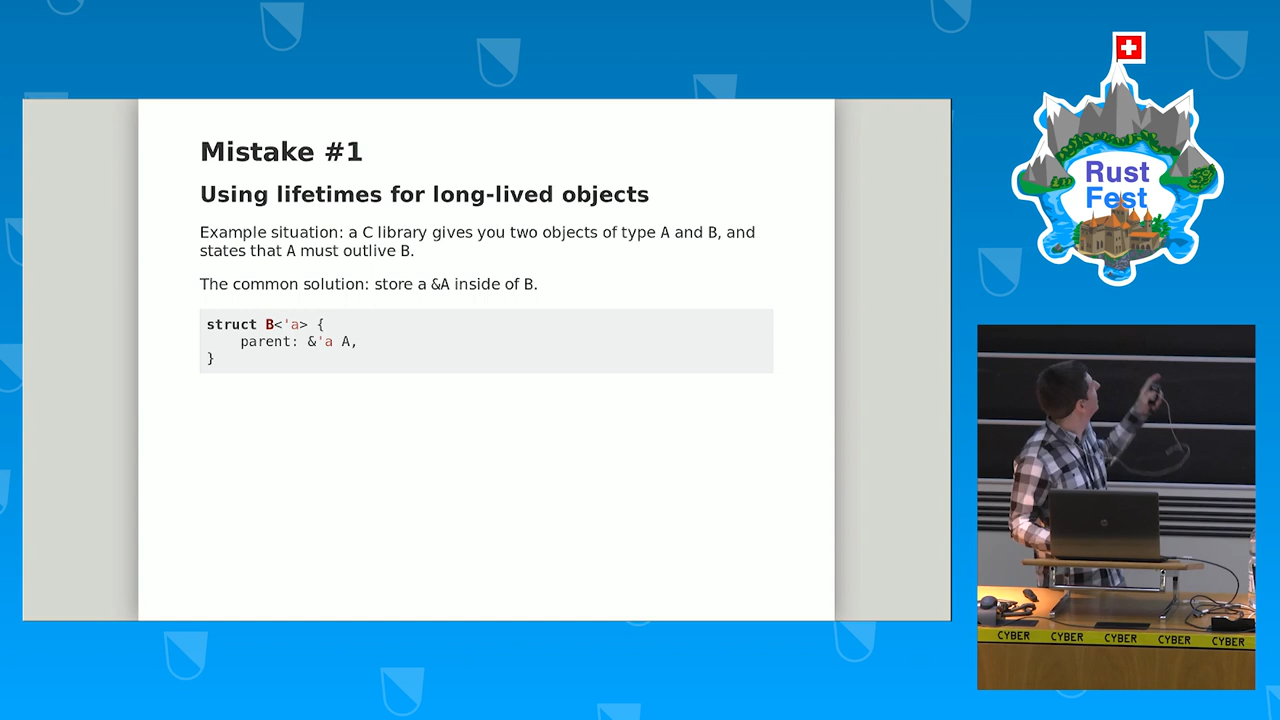 Mistake #1
Using lifetimes for long-lived objects
Example situation: a C library gives you two objects of type A and B, and
states that A must outlive B.
The common solution: store a &A inside of B.
struct B<'a> {
    parent: &'a A,
}
Rust
Fest
CYBER CYBER CYBER CYBER CYBER